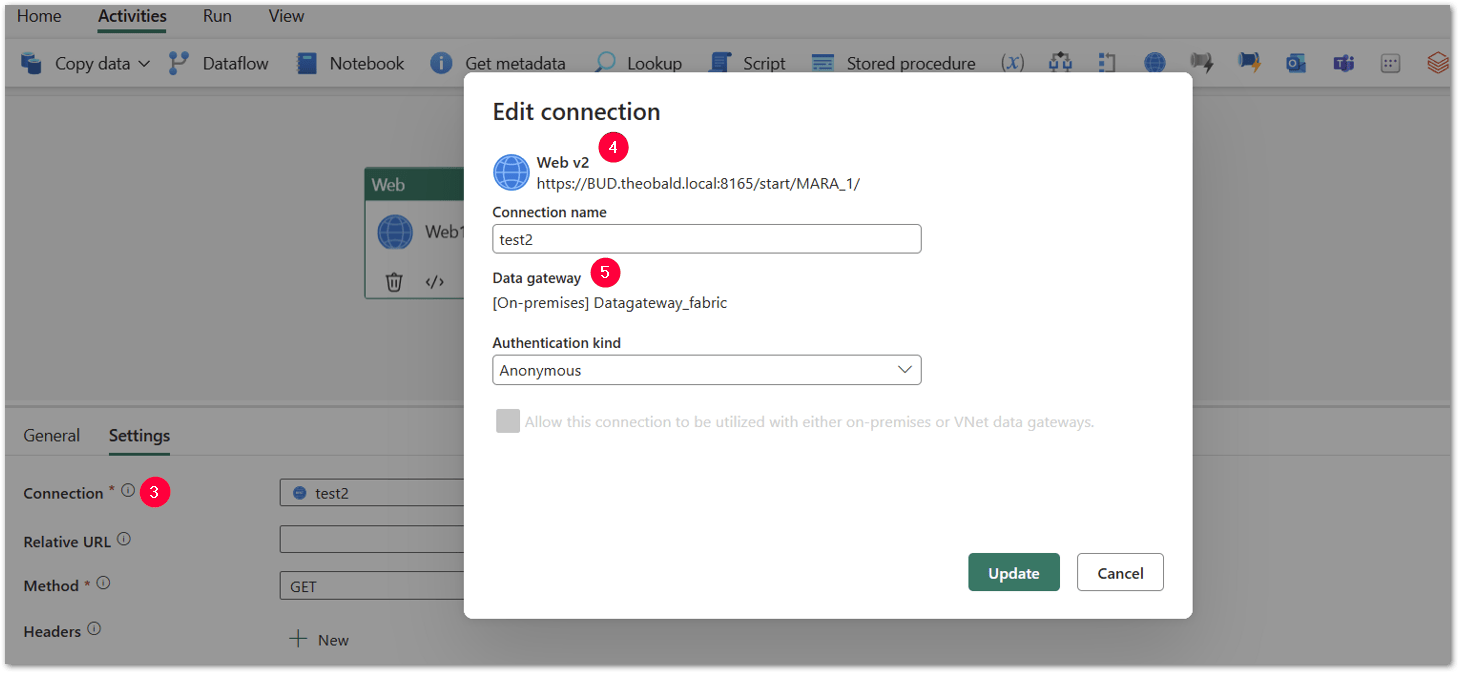 Home Activities Run View
Copy data Dataflow Notebook Get metadata Lookup Script Stored procedure (x)
Edit connection
Web v2 4
https://BUD.theobald.local:8165/start/MARA_1/
Connection name
test2
Data gateway 5
[On-premises] Datagateway_fabric
Authentication kind
Anonymous
Allow this connection to be utilized with either on-premises or VNet data gateways.
Update Cancel
Web
Web1
</>
General Settings
Connection * 3 test2
Relative URL
Method * GET
Headers New